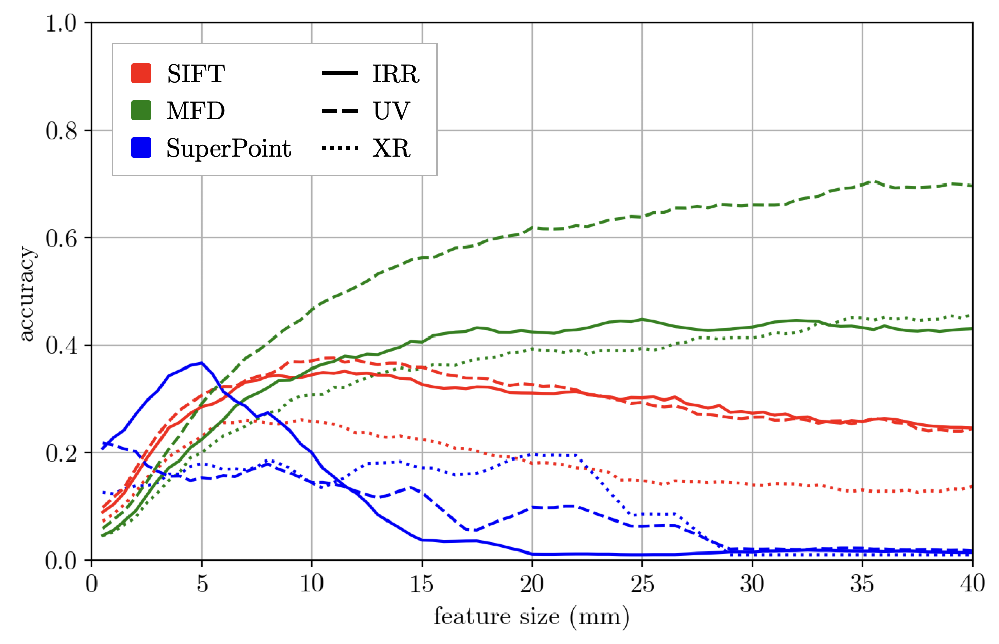 1.0
0.8
0.6
0.4
0.2
0.0
accuracy
SIFT IRR
MFD UV
SuperPoint XR
0 5 10 15 20 25 30 35 40
feature size (mm)